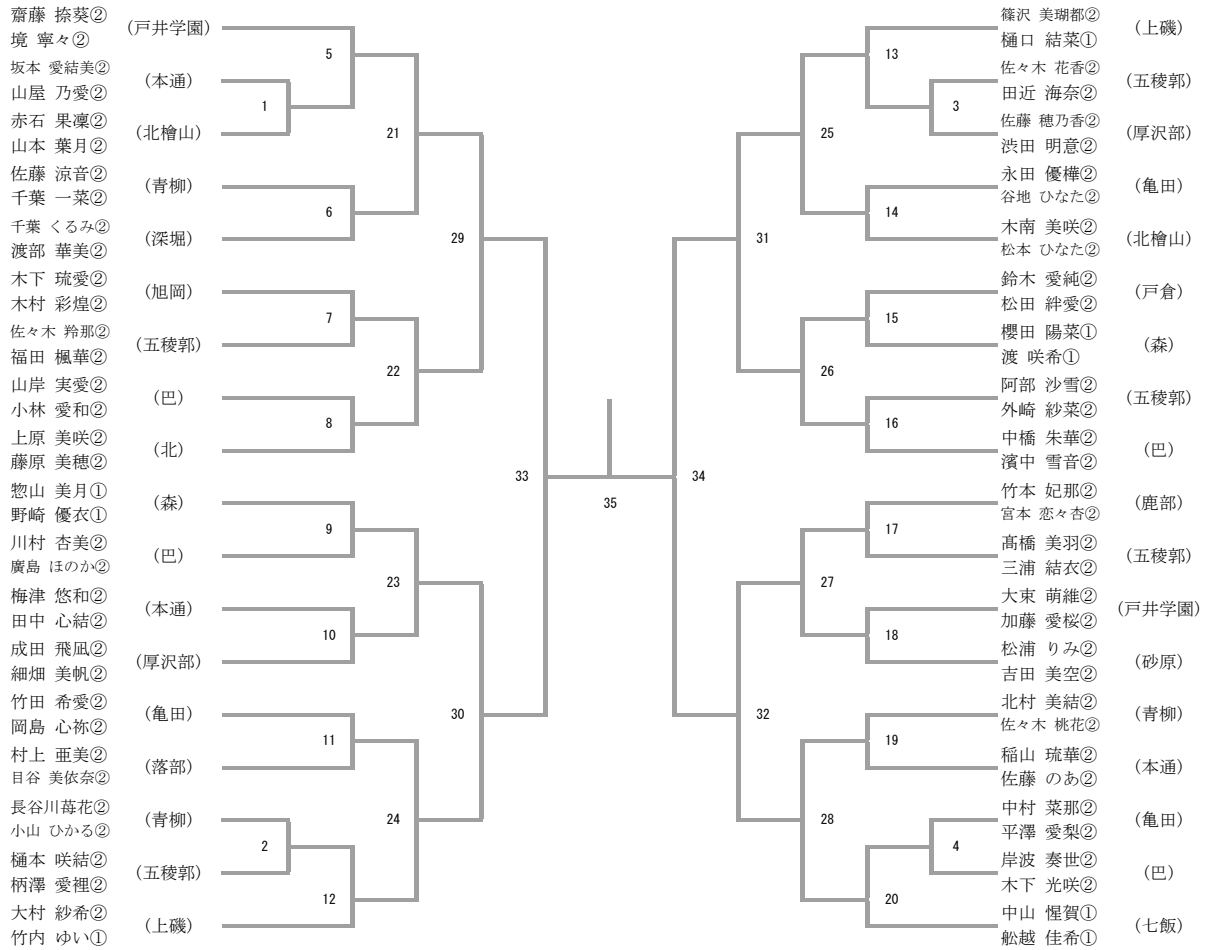 齋藤 捺葵②
境 寧々②
(戸井学園)
坂本 愛結美②
山屋 乃愛②
(本通)
赤石 果凜②
山本 葉月②
(北檜山)
佐藤 涼音②
千葉 一菜②
(青柳)
千葉 くるみ②
渡部 華美②
(深堀)
木下 琉愛②
木村 彩煌②
(旭岡)
佐々木 羚那②
福田 楓華②
(五稜郭)
山岸 実愛②
小林 愛和②
(巴)
上原 美咲②
藤原 美穂②
(北)
惣山 美月①
野崎 優衣①
(森)
川村 杏美②
廣島 ほのか②
(巴)
梅津 悠和②
田中 心結②
(本通)
成田 飛凪②
細畑 美帆②
(厚沢部)
竹田 希愛②
岡島 心祢②
(亀田)
村上 亜美②
目谷 美依奈②
(落部)
長谷川苺花②
小山 ひかる②
(青柳)
樋本 咲結②
柄澤 愛裡②
(五稜郭)
大村 紗希②
竹内 ゆい①
(上磯)
1
2
5
6
7
8
9
10
11
12
21
22
23
24
29
30
33
35
34
31
32
25
26
27
28
13
14
15
16
17
18
19
20
3
4
篠沢 美瑚都②
樋口 結菜①
(上磯)
佐々木 花香②
田近 海奈②
(五稜郭)
佐藤 穂乃香②
渋田 明意②
(厚沢部)
永田 優樺②
谷地 ひなた②
(亀田)
木南 美咲②
松本 ひなた②
(北檜山)
鈴木 愛純②
松田 絆愛②
(戸倉)
櫻田 陽菜①
渡 咲希①
(森)
阿部 沙雪②
外崎 紗菜②
(五稜郭)
中橋 朱華②
濱中 雪音②
(巴)
竹本 妃那②
宮本 恋々杏②
(鹿部)
髙橋 美羽②
三浦 結衣②
(五稜郭)
大東 萌維②
加藤 愛桜②
(戸井学園)
松浦 りみ②
吉田 美空②
(砂原)
北村 美結②
佐々木 桃花②
(青柳)
稲山 琉華②
佐藤 のあ②
(本通)
中村 菜那②
平澤 愛梨②
(亀田)
岸波 奏世②
木下 光咲②
(巴)
中山 惺賀①
舩越 佳希①
(七飯)